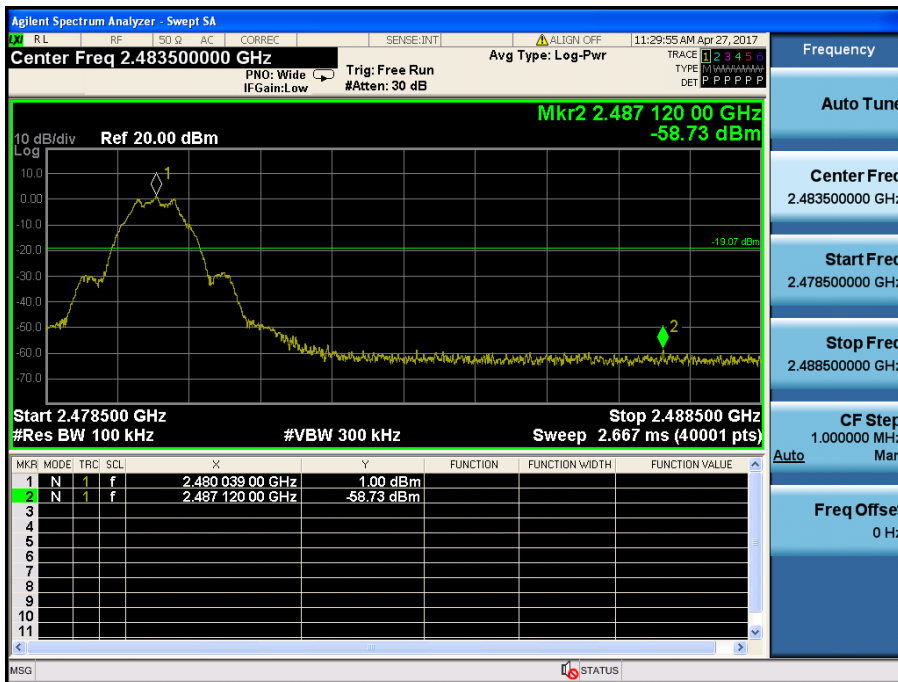 Agilent Spectrum Analyzer - Swept SA
LXI RL RF 50 Ω AC CORREC SENSE:INT ALIGN OFF 11:29:55 AM Apr 27, 2017
Center Freq 2.483500000 GHz
PNO: Wide
IFGain:Low
Trig: Free Run
#Atten: 30 dB
Avg Type: Log-Pwr
TRACE 1 2 3 4 5 6
TYPE MWWWWW
DET P P P P P P
Mkr2 2.487 120 00 GHz
-58.73 dBm
10 dB/div Ref 20.00 dBm
Log
10.0
0.00
-10.0
-20.0
-30.0
-40.0
-50.0
-60.0
-70.0
1
-19.07 dBm
2
Start 2.478500 GHz Stop 2.488500 GHz
#Res BW 100 kHz #VBW 300 kHz Sweep 2.667 ms (40001 pts)
MKR MODE TRC SCL X Y FUNCTION FUNCTION WIDTH FUNCTION VALUE
1 N 1 f 2.480 039 00 GHz 1.00 dBm
2 N 1 f 2.487 120 00 GHz -58.73 dBm
3
4
5
6
7
8
9
10
11
MSG STATUS
Frequency
Auto Tune
Center Freq
2.483500000 GHz
Start Freq
2.478500000 GHz
Stop Freq
2.488500000 GHz
CF Step
1.000000 MHz
Auto Man
Freq Offset
0 Hz